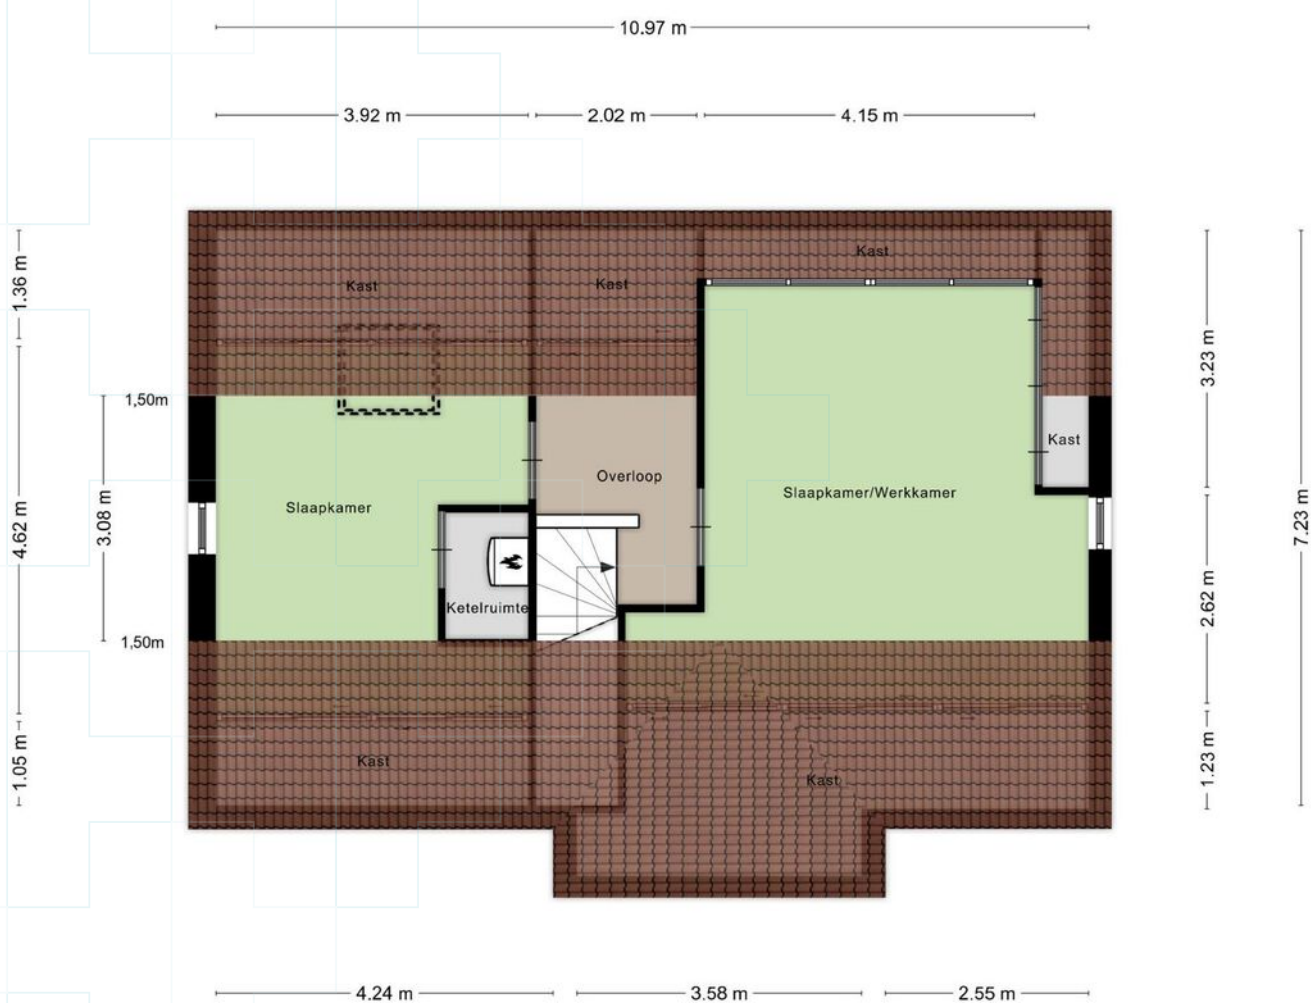 10.97 m
3.92 m
2.02 m
4.15 m
Kast
Kast
Kast
1.36 m
3.23 m
1,50m
Kast
Overloop
Slaapkamer/Werkkamer
Slaapkamer
4.62 m
3.08 m
7.23 m
Ketelruimte
2.62 m
1,50m
Kast
Kast
1.05 m
1.23 m
4.24 m
3.58 m
2.55 m